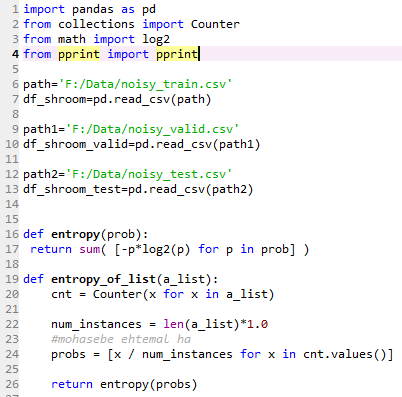 1 import pandas as pd
2 from collections import Counter
3 from math import log2
4 from pprint import pprint
5
6 path='F:/Data/noisy_train.csv'
7 df_shroom=pd.read_csv(path)
8
9 path1='F:/Data/noisy_valid.csv'
10 df_shroom_valid=pd.read_csv(path1)
11
12 path2='F:/Data/noisy_test.csv'
13 df_shroom_test=pd.read_csv(path2)
14
15
16 def entropy(prob):
17  return sum( [-p*log2(p) for p in prob] )
18
19 def entropy_of_list(a_list):
20     cnt = Counter(x for x in a_list)
21
22     num_instances = len(a_list)*1.0
23     #mohasebe ehtemal ha
24     probs = [x / num_instances for x in cnt.values()]
25
26     return entropy(probs)